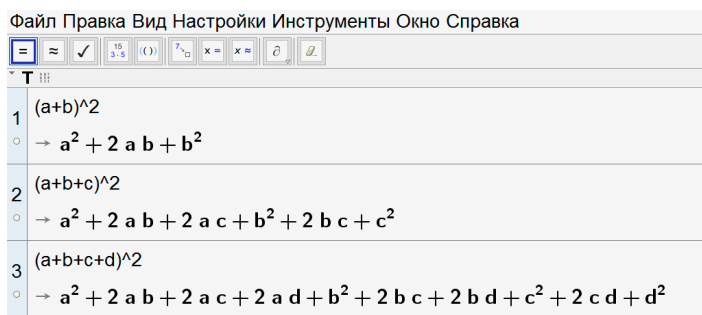 Файл Правка Вид Настройки Инструменты Окно Справка
= ≈ ✓ 15 3·5 (()) 7 x = x ≈ ∂
T
1 (a+b)^2
→ a² + 2 a b + b²
2 (a+b+c)^2
→ a² + 2 a b + 2 a c + b² + 2 b c + c²
3 (a+b+c+d)^2
→ a² + 2 a b + 2 a c + 2 a d + b² + 2 b c + 2 b d + c² + 2 c d + d²